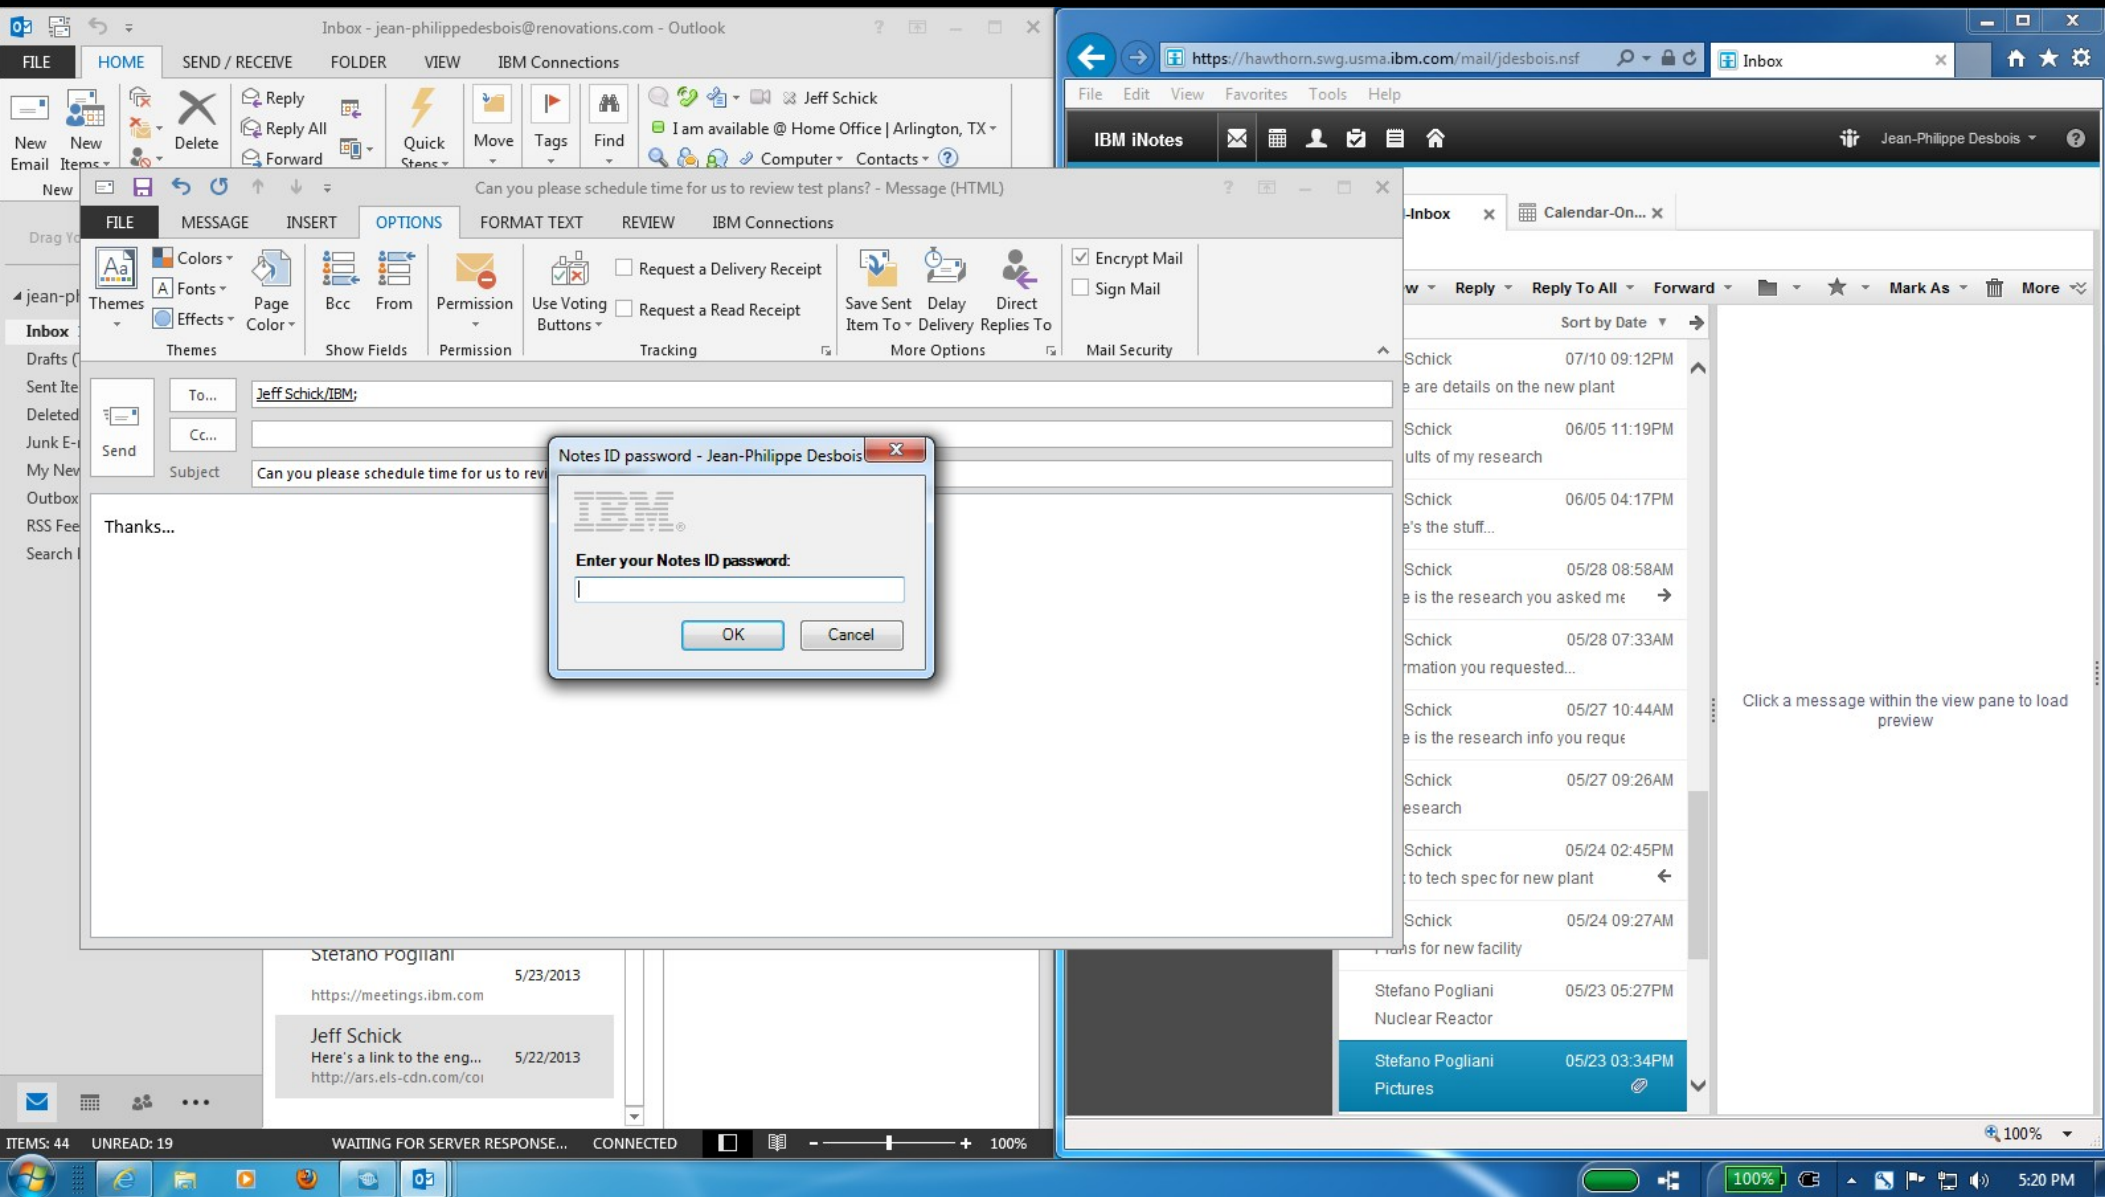 Inbox - jean-philippedesbois@renovations.com - Outlook
FILE HOME SEND / RECEIVE FOLDER VIEW IBM Connections
New Email
New Items
Delete
Reply
Reply All
Forward
Quick Steps
Move
Tags
Find
Jeff Schick
I am available @ Home Office | Arlington, TX
Computer Contacts
New
Drag Yo
jean-ph
Inbox
Drafts (
Sent Ite
Deleted
Junk E-
My New
Outbox
RSS Fee
Search
Can you please schedule time for us to review test plans? - Message (HTML)
FILE MESSAGE INSERT OPTIONS FORMAT TEXT REVIEW IBM Connections
Themes
Colors
Fonts
Effects
Page Color
Bcc
From
Permission
Use Voting Buttons
Request a Delivery Receipt
Request a Read Receipt
Save Sent Item To
Delay Delivery
Direct Replies To
Encrypt Mail
Sign Mail
Themes Show Fields Permission Tracking More Options Mail Security
Send
To... Jeff Schick/IBM;
Cc...
Subject Can you please schedule time for us to revi
Thanks...
Notes ID password - Jean-Philippe Desbois
IBM®
Enter your Notes ID password:
OK Cancel
Stefano Pogliani
5/23/2013
https://meetings.ibm.com
Jeff Schick
Here's a link to the eng... 5/22/2013
http://ars.els-cdn.com/co
ITEMS: 44 UNREAD: 19 WAITING FOR SERVER RESPONSE... CONNECTED 100%
https://hawthorn.swg.usma.ibm.com/mail/jdesbois.nsf
Inbox
File Edit View Favorites Tools Help
IBM iNotes
Jean-Philippe Desbois
-Inbox
Calendar-On...
w Reply Reply To All Forward Mark As More
Sort by Date
Schick 07/10 09:12PM
e are details on the new plant
Schick 06/05 11:19PM
ults of my research
Schick 06/05 04:17PM
e's the stuff...
Schick 05/28 08:58AM
e is the research you asked me
Schick 05/28 07:33AM
rmation you requested...
Schick 05/27 10:44AM
e is the research info you reque
Schick 05/27 09:26AM
esearch
Schick 05/24 02:45PM
to tech spec for new plant
Schick 05/24 09:27AM
Plans for new facility
Stefano Pogliani 05/23 05:27PM
Nuclear Reactor
Stefano Pogliani 05/23 03:34PM
Pictures
Click a message within the view pane to load
preview
100%
100%
5:20 PM